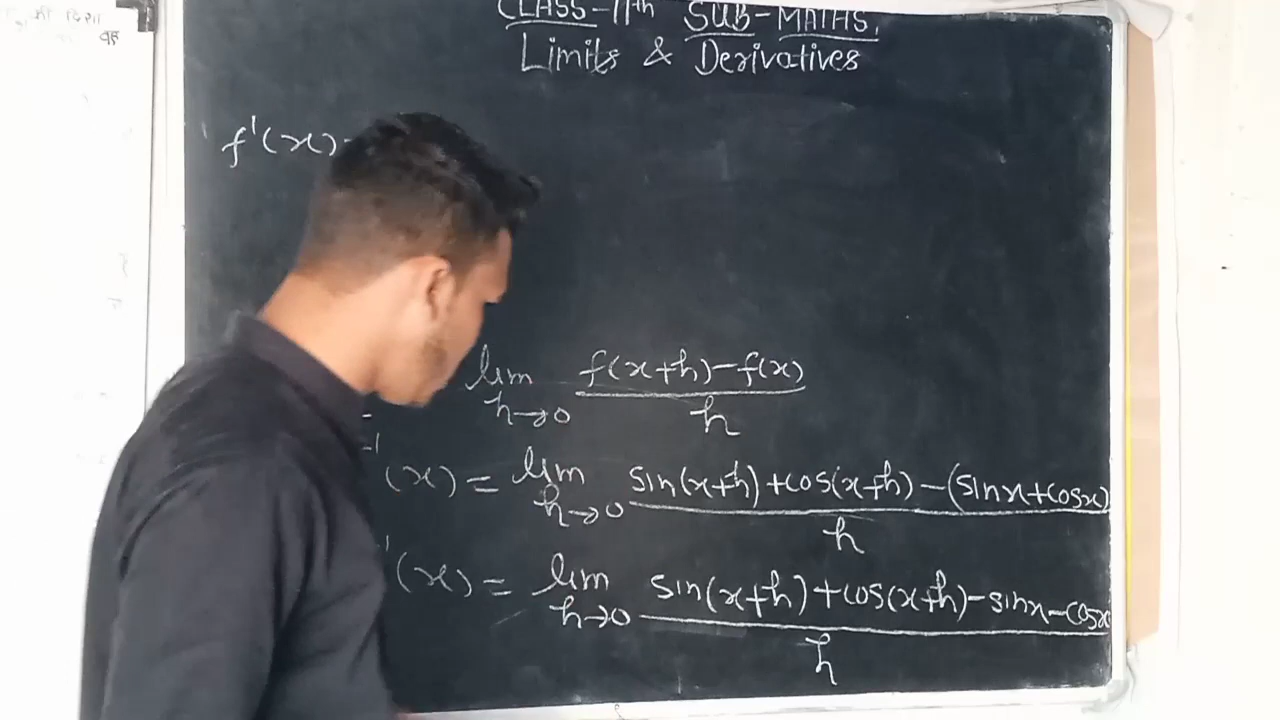 की दिशा
वह
CLASS-11th SUB-MATHS.
Limits & Derivatives
f'(x)=
lim h→0 f(x+h)-f(x) / h
'(x) = lim h→0 sin(x+h)+cos(x+h)-(sinx+cosx) / h
'(x) = lim h→0 sin(x+h)+cos(x+h)-sinx-cosx / h